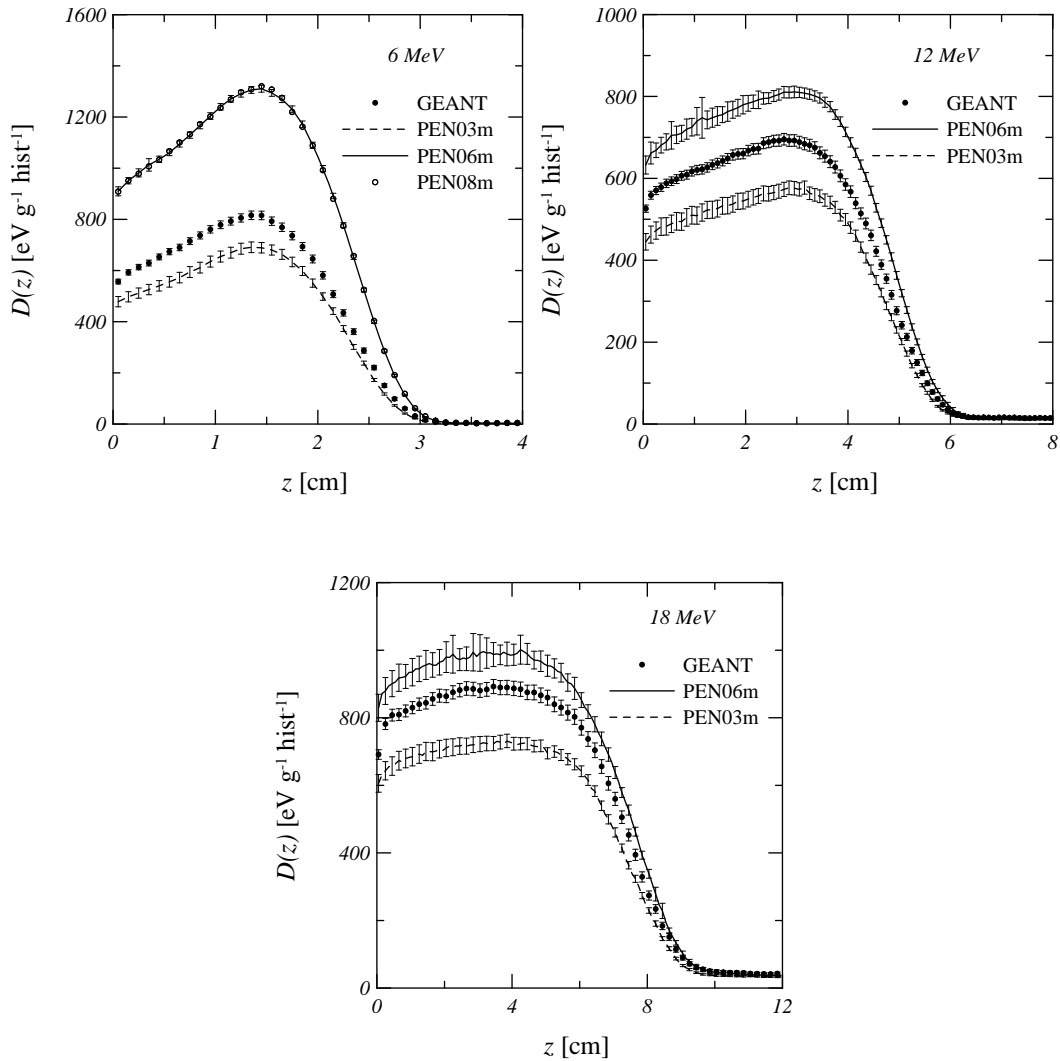 6 MeV
GEANT
PEN03m
PEN06m
PEN08m
1600
1200
800
400
0
0 1 2 3 4
z [cm]
D(z) [eV g⁻¹ hist⁻¹]
12 MeV
GEANT
PEN06m
PEN03m
1000
800
600
400
200
0
0 2 4 6 8
z [cm]
D(z) [eV g⁻¹ hist⁻¹]
18 MeV
GEANT
PEN06m
PEN03m
1200
800
400
0
0 4 8 12
z [cm]
D(z) [eV g⁻¹ hist⁻¹]